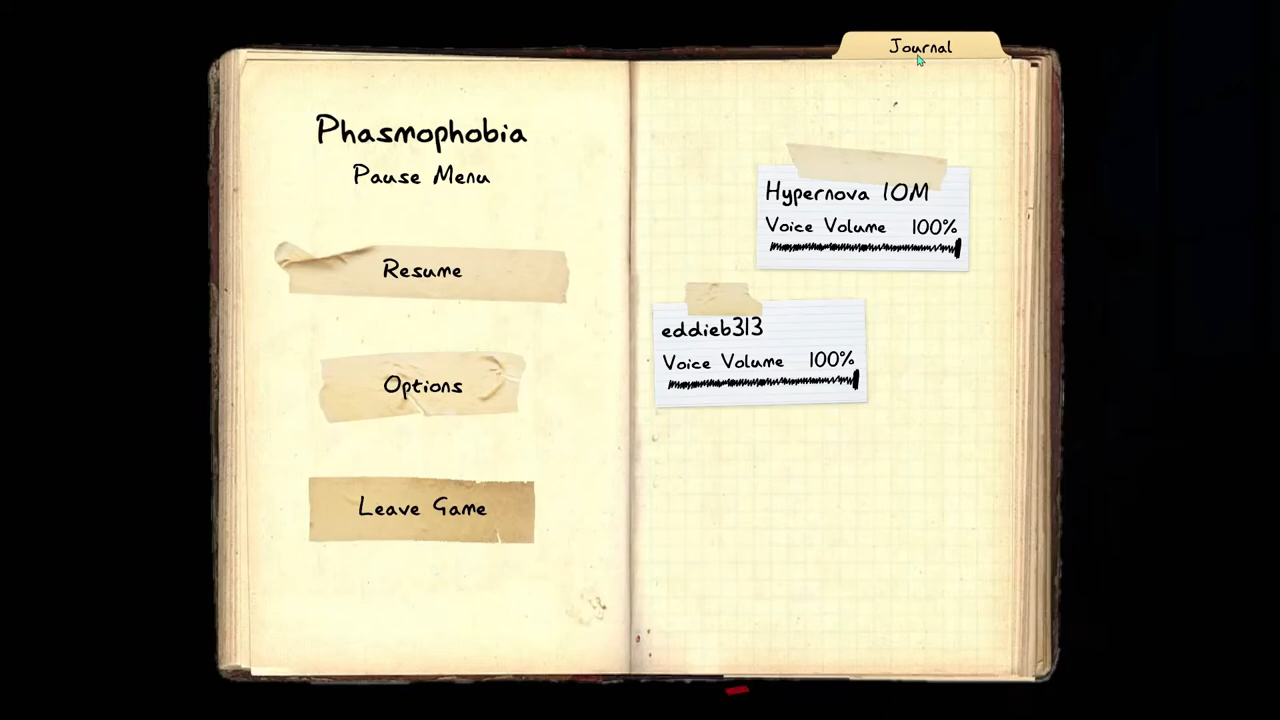 Journal
Phasmophobia
Pause Menu
Resume
Options
Leave Game
Hypernova 10M
Voice Volume 100%
eddieb313
Voice Volume 100%